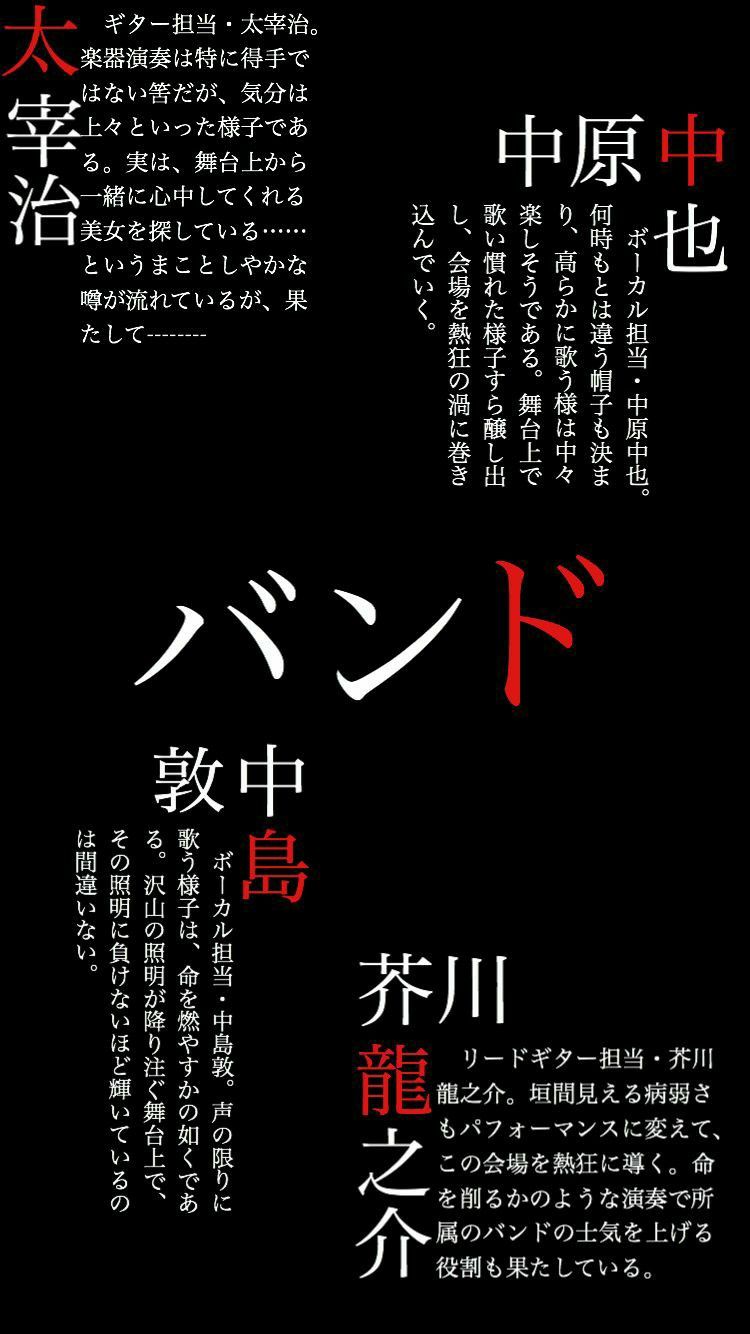 太宰治
　ギター担当・太宰治。
楽器演奏は特に得手で
はない筈だが、気分は
上々といった様子であ
る。実は、舞台上から
一緒に心中してくれる
美女を探している……
というまことしやかな
噂が流れているが、果
たして--------
中原中也
　ボーカル担当・中原中也。
何時もとは違う帽子も決ま
り、高らかに歌う様は中々
楽しそうである。舞台上で
歌い慣れた様子すら醸し出
し、会場を熱狂の渦に巻き
込んでいく。
バンド
中島敦
　ボーカル担当・中島敦。声の限りに
歌う様子は、命を燃やすかの如くであ
る。沢山の照明が降り注ぐ舞台上で、
その照明に負けないほど輝いているの
は間違いない。
芥川龍之介
　リードギター担当・芥川
龍之介。垣間見える病弱さ
もパフォーマンスに変えて、
この会場を熱狂に導く。命
を削るかのような演奏で所
属のバンドの士気を上げる
役割も果たしている。